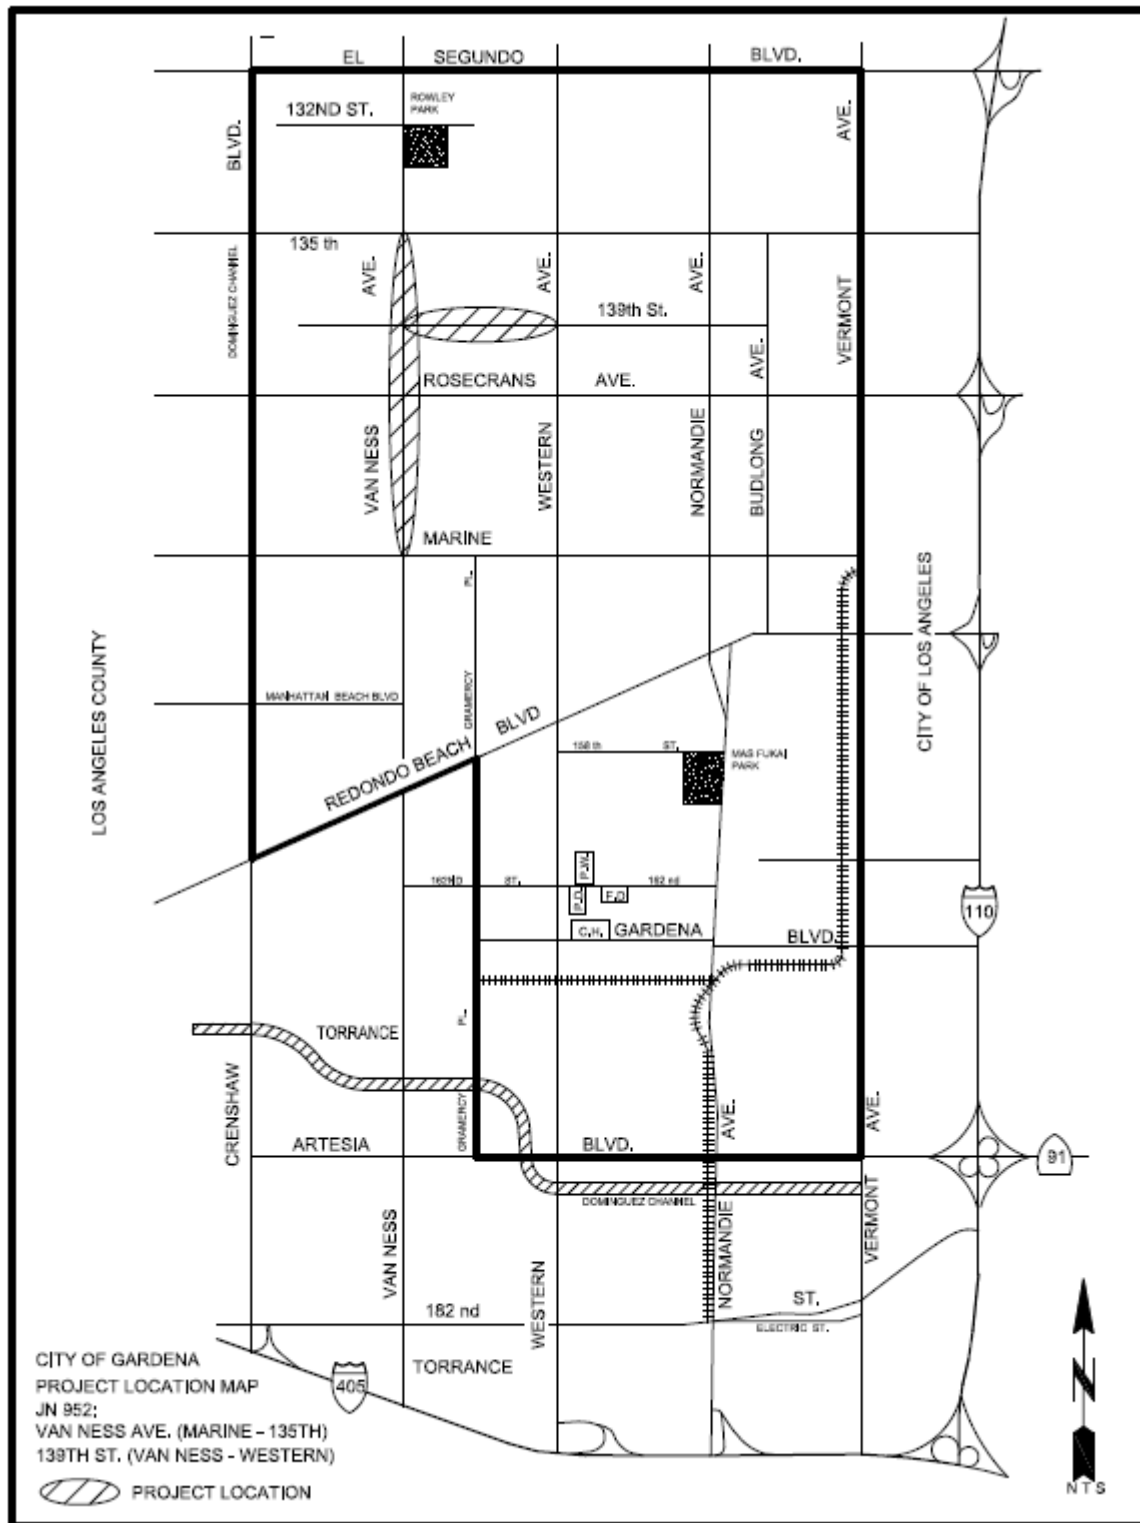 EL SEGUNDO BLVD.
132ND ST.
ROWLEY
PARK
BLVD.
AVE.
135 th
DOMINGUEZ CHANNEL
AVE.
AVE.
AVE.
139th St.
VERMONT
AVE.
ROSECRANS AVE.
VAN NESS
WESTERN
NORMANDIE
BUDLONG
MARINE
PL.
LOS ANGELES COUNTY
CITY OF LOS ANGELES
MANHATTAN BEACH BLVD
GRAMERCY
REDONDO BEACH BLVD
158 th ST.
MAS FUKAI
PARK
P.W.
162ND ST. 162 nd
P.D.
F.D
C.H.
GARDENA BLVD.
110
PL.
TORRANCE
CRENSHAW
GRAMERCY
AVE.
AVE.
ARTESIA BLVD.
91
DOMINGUEZ CHANNEL
VAN NESS
WESTERN
NORMANDIE
VERMONT
182 nd ST.
ELECTRIC ST.
TORRANCE
405
CITY OF GARDENA
PROJECT LOCATION MAP
JN 952;
VAN NESS AVE. (MARINE - 135TH)
139TH ST. (VAN NESS - WESTERN)
PROJECT LOCATION
N
NTS